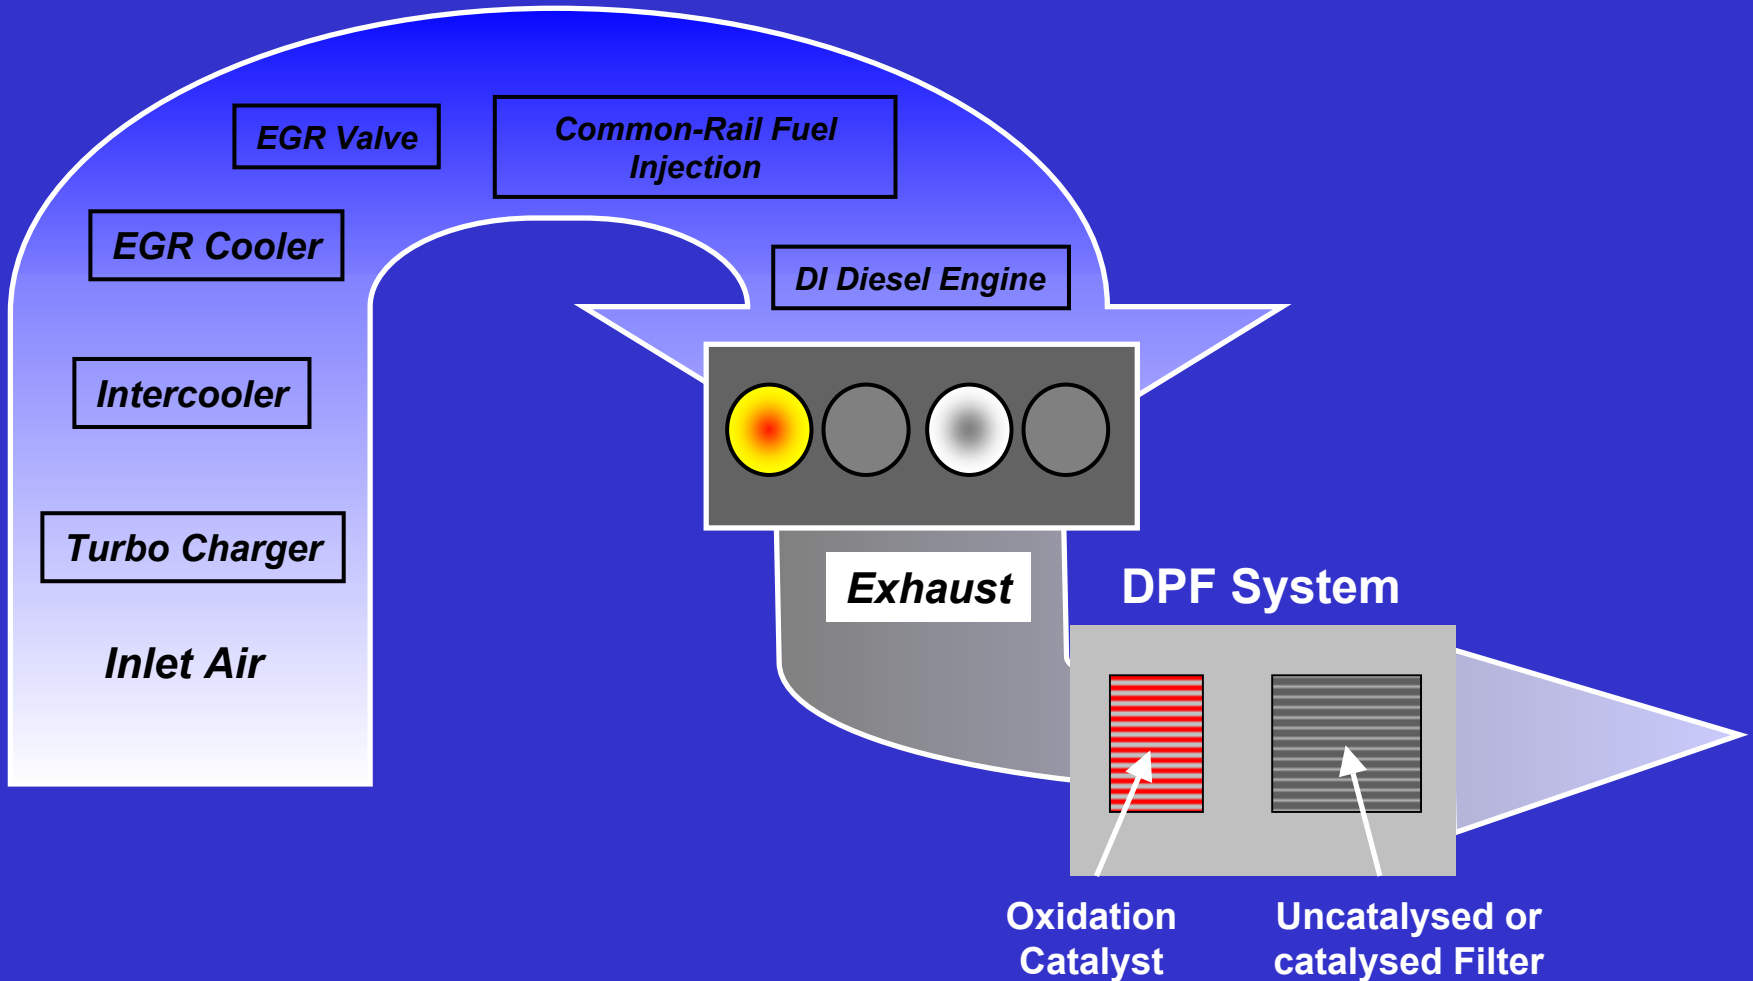 EGR Valve
Common-Rail Fuel
Injection
EGR Cooler
DI Diesel Engine
Intercooler
Turbo Charger
Exhaust
DPF System
Inlet Air
Oxidation
Catalyst
Uncatalysed or
catalysed Filter